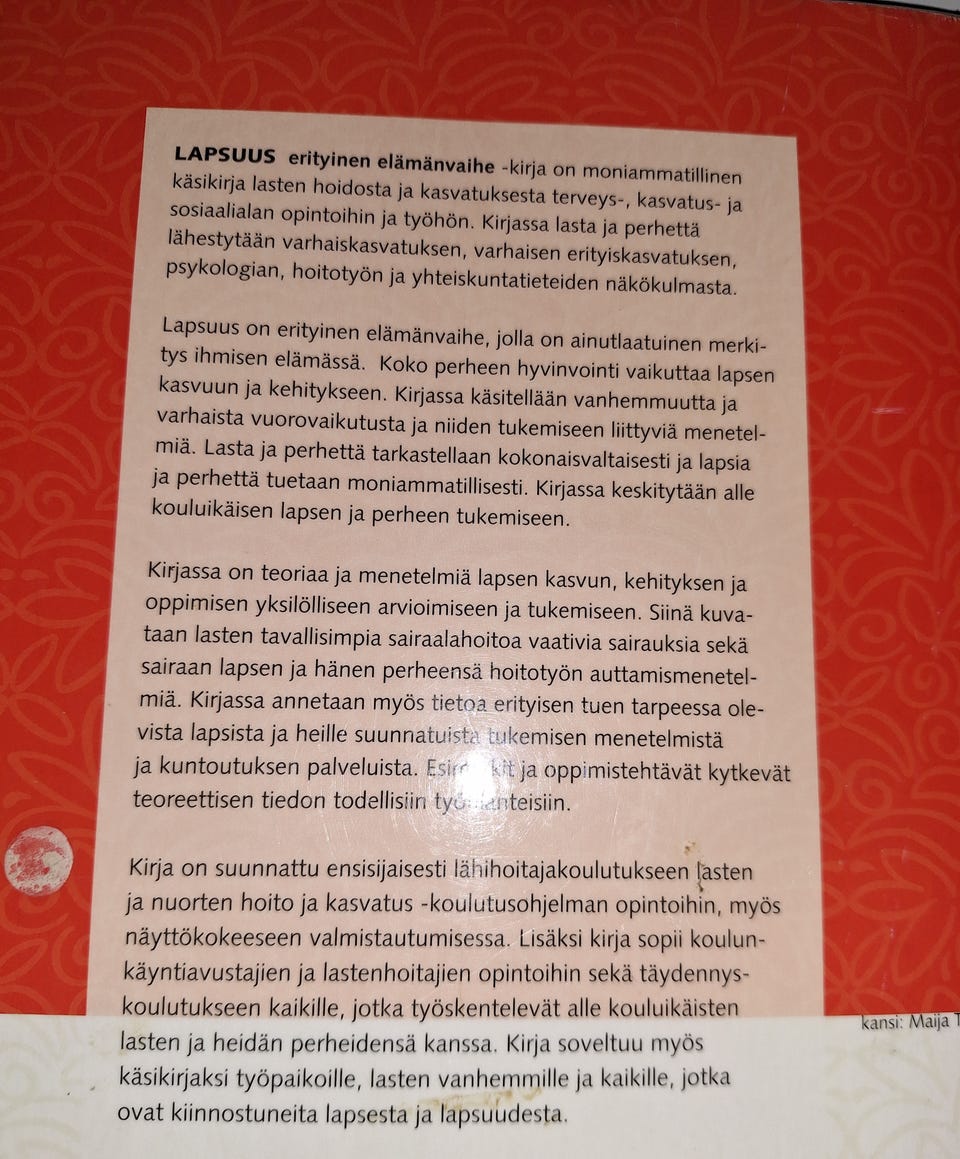 LAPSUUS erityinen elämänvaihe -kirja on moniammatillinen
käsikirja lasten hoidosta ja kasvatuksesta terveys-, kasvatus- ja
sosiaalialan opintoihin ja työhön. Kirjassa lasta ja perhettä
lähestytään varhaiskasvatuksen, varhaisen erityiskasvatuksen,
psykologian, hoitotyön ja yhteiskuntatieteiden näkökulmasta.
Lapsuus on erityinen elämänvaihe, jolla on ainutlaatuinen merki-
tys ihmisen elämässä. Koko perheen hyvinvointi vaikuttaa lapsen
kasvuun ja kehitykseen. Kirjassa käsitellään vanhemmuutta ja
varhaista vuorovaikutusta ja niiden tukemiseen liittyviä menetel-
miä. Lasta ja perhettä tarkastellaan kokonaisvaltaisesti ja lapsia
ja perhettä tuetaan moniammatillisesti. Kirjassa keskitytään alle
kouluikäisen lapsen ja perheen tukemiseen.
Kirjassa on teoriaa ja menetelmiä lapsen kasvun, kehityksen ja
oppimisen yksilölliseen arvioimiseen ja tukemiseen. Siinä kuva-
taan lasten tavallisimpia sairaalahoitoa vaativia sairauksia sekä
sairaan lapsen ja hänen perheensä hoitotyön auttamismenetel-
miä. Kirjassa annetaan myös tietoa erityisen tuen tarpeessa ole-
vista lapsista ja heille suunnatuista tukemisen menetelmistä
ja kuntoutuksen palveluista. ja oppimistehtävät kytkevät
teoreettisen tiedon todellisiin
Kirja on suunnattu ensisijaisesti lähihoitajakoulutukseen lasten
ja nuorten hoito ja kasvatus -koulutusohjelman opintoihin, myös
näyttökokeeseen valmistautumisessa. Lisäksi kirja sopii koulun-
käyntiavustajien ja lastenhoitajien opintoihin sekä täydennys-
koulutukseen kaikille, jotka työskentelevät alle kouluikäisten
lasten ja heidän perheidensä kanssa. Kirja soveltuu myös
käsikirjaksi työpaikoille, lasten vanhemmille ja kaikille, jotka
ovat kiinnostuneita lapsesta ja lapsuudesta.
kansi: Maija